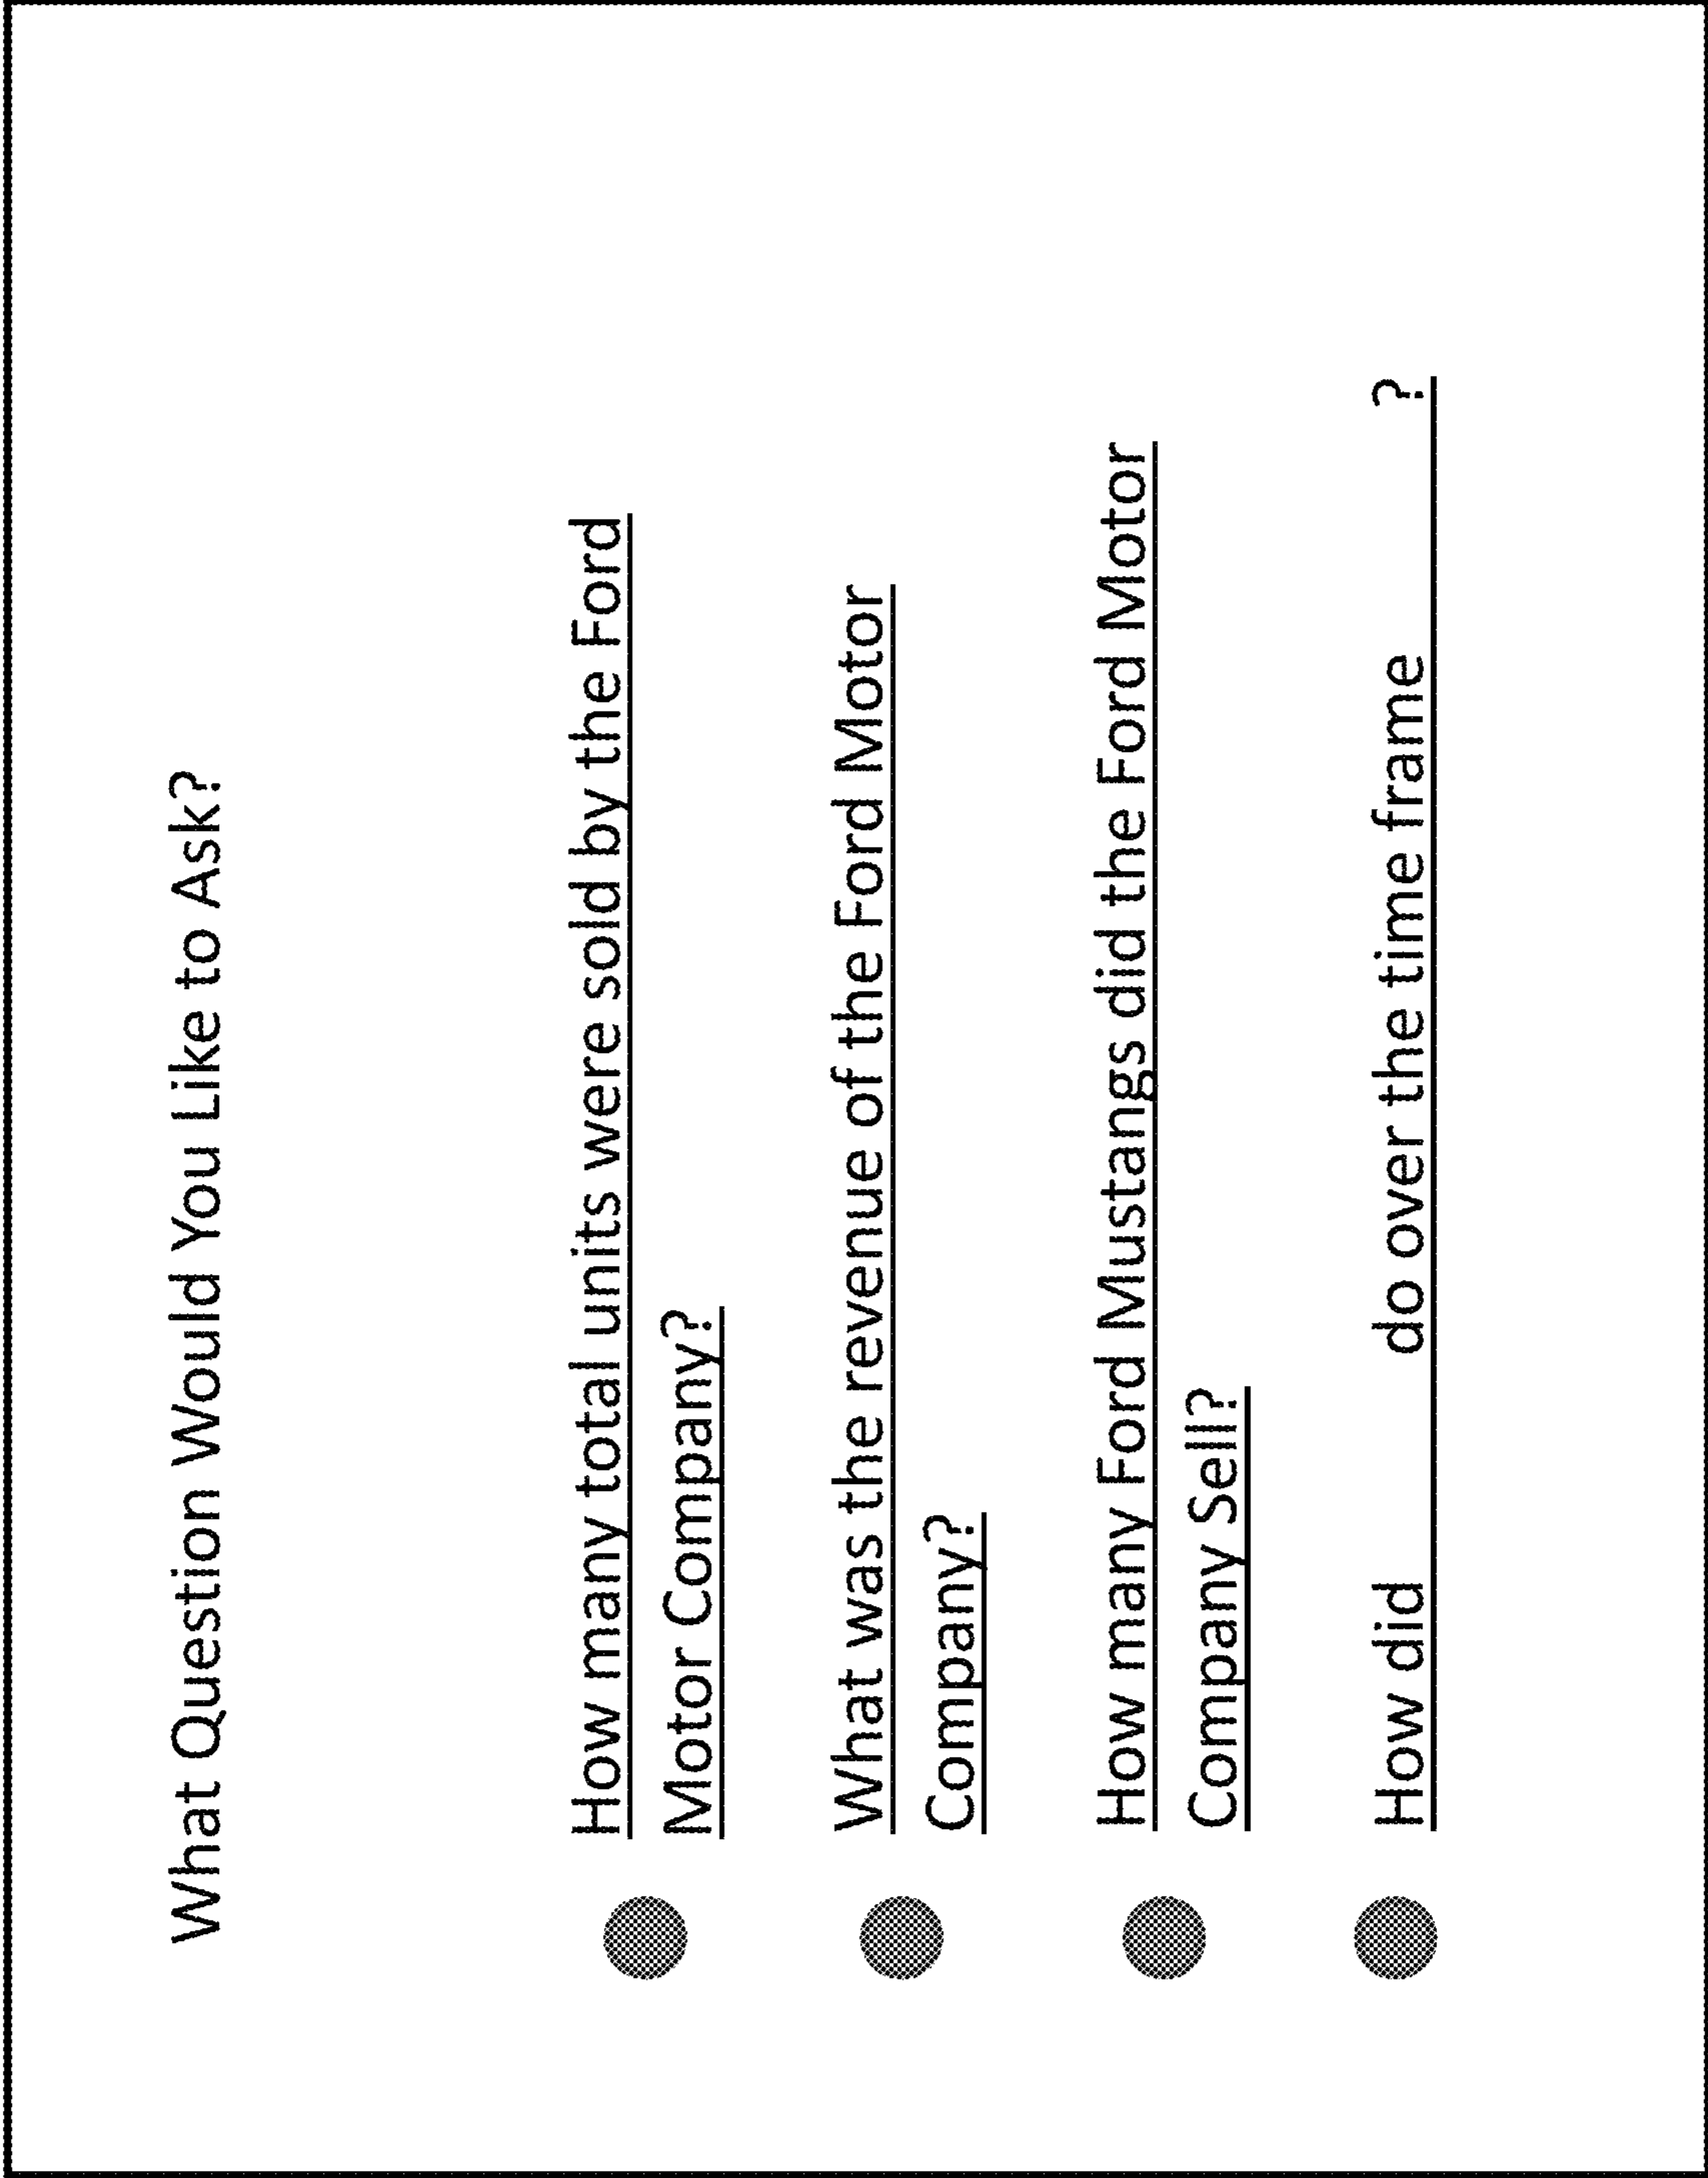 What Question Would You Like to Ask?
How many total units were sold by the Ford
Motor Company?
What was the revenue of the Ford Motor
Company?
How many Ford Mustangs did the Ford Motor
Company Sell?
How did do over the time frame ?